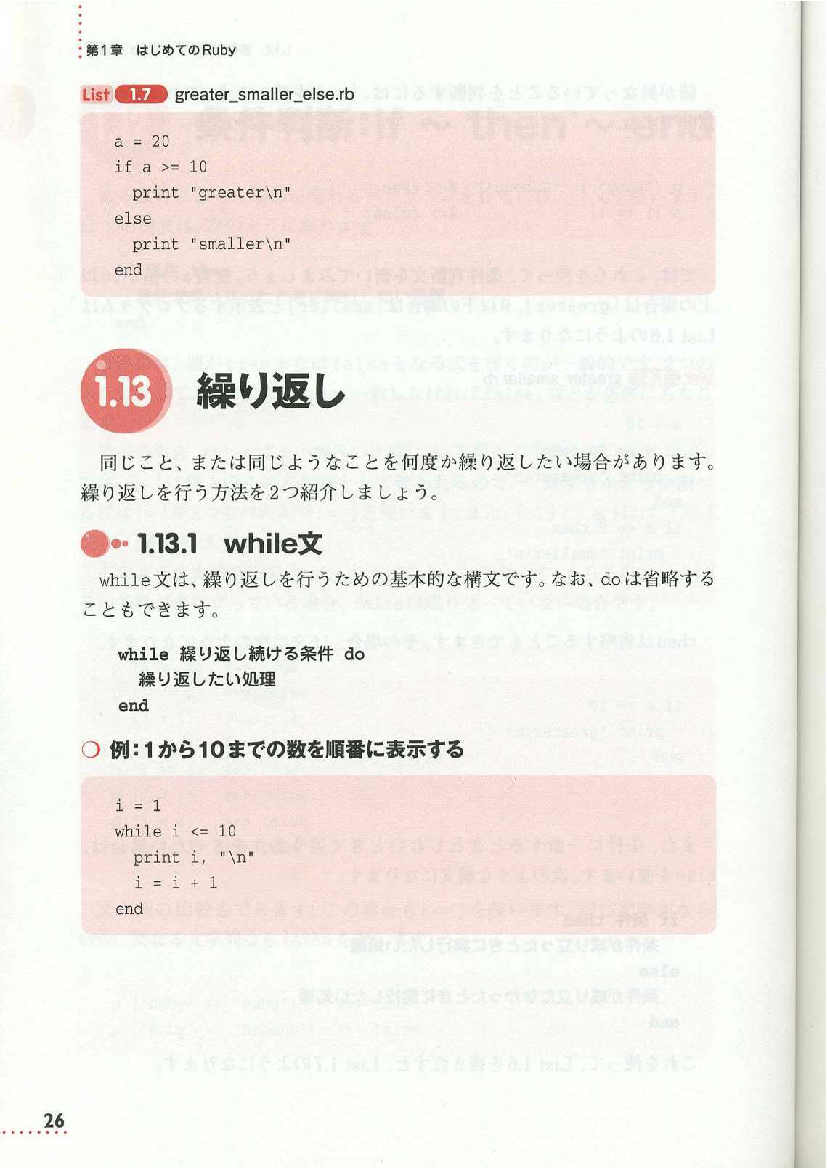 第1章 はじめてのRuby
List 1.7 greater_smaller_else.rb
a = 20
if a >= 10
  print "greater\n"
else
  print "smaller\n"
end
1.13 繰り返し
同じこと、または同じようなことを何度か繰り返したい場合があります。
繰り返しを行う方法を2つ紹介しましょう。
1.13.1 while文
while文は、繰り返しを行うための基本的な構文です。なお、doは省略する
こともできます。
while 繰り返し続ける条件 do
  繰り返したい処理
end
○ 例：1から10までの数を順番に表示する
i = 1
while i <= 10
  print i, "\n"
  i = i + 1
end
26